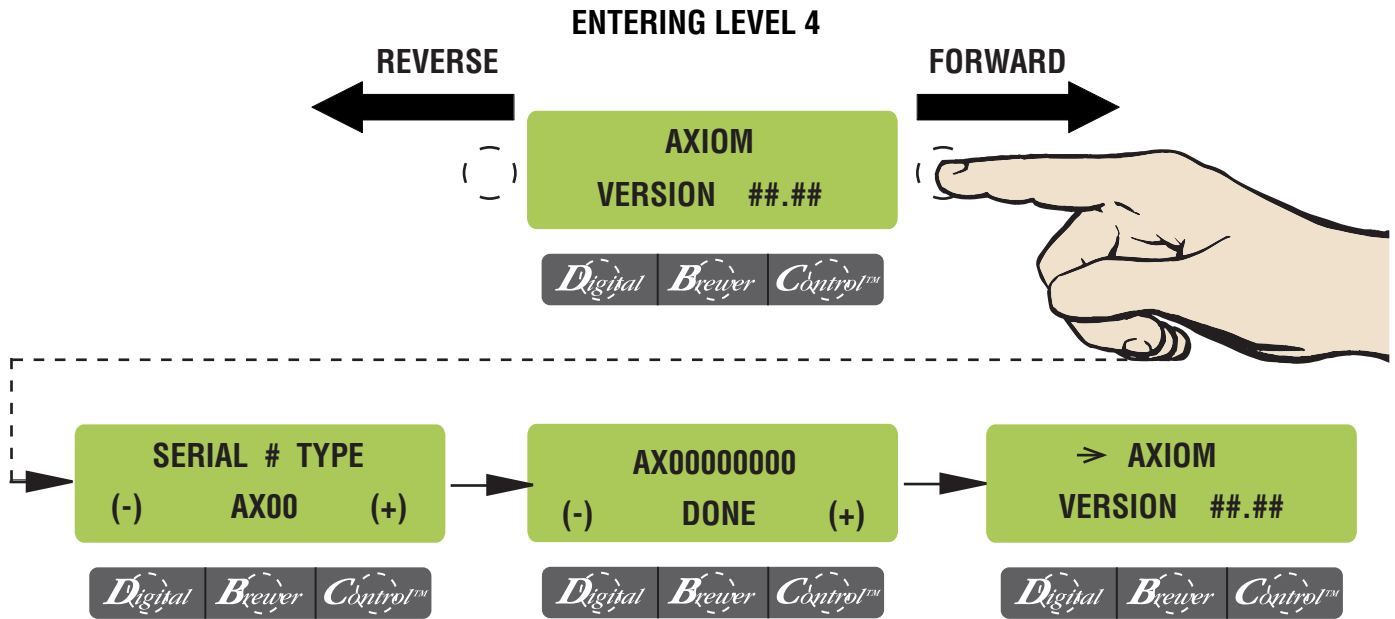 ENTERING LEVEL 4
REVERSE
FORWARD
AXIOM
VERSION ##.##
Digital Brewer Control™
SERIAL # TYPE
(-) AX00 (+)
Digital Brewer Control™
AX00000000
(-) DONE (+)
Digital Brewer Control™
→ AXIOM
VERSION ##.##
Digital Brewer Control™